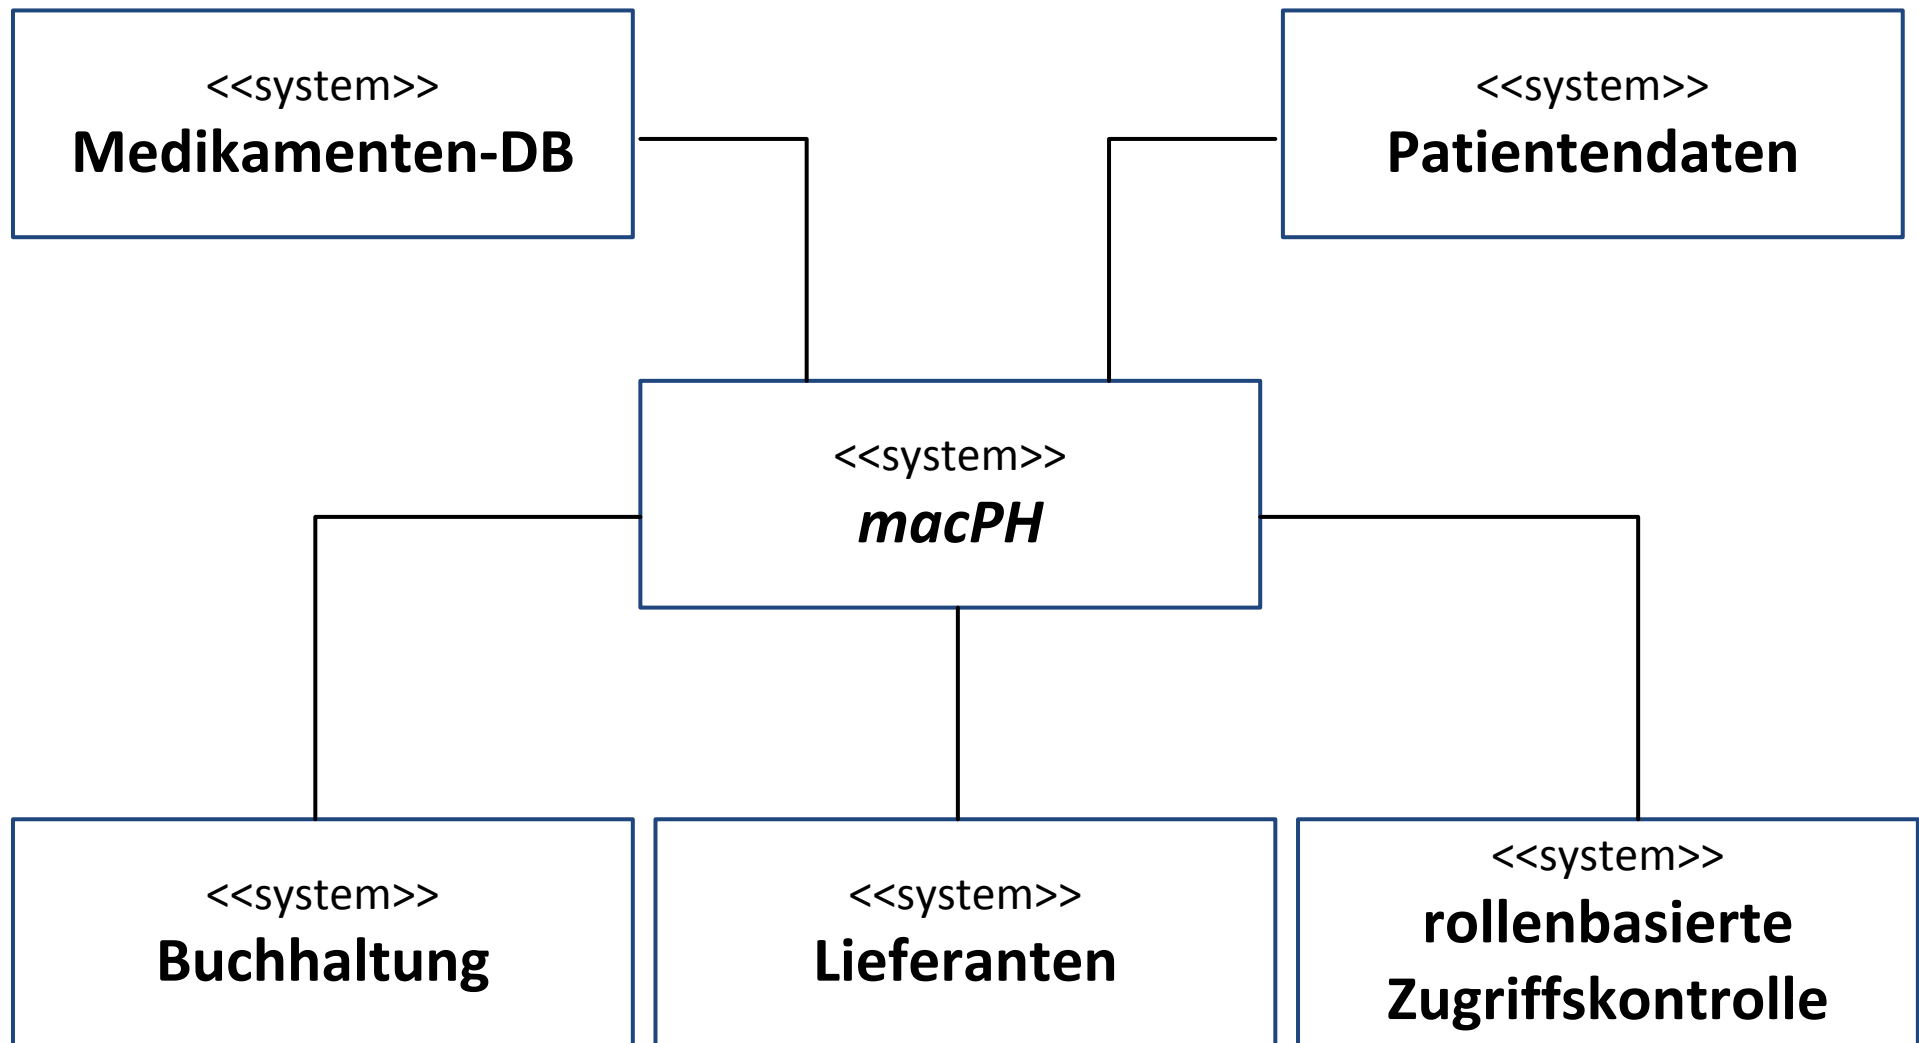 <<system>>
Medikamenten-DB
<<system>>
Patientendaten
<<system>>
macPH
<<system>>
Buchhaltung
<<system>>
Lieferanten
<<system>>
rollenbasierte
Zugriffskontrolle